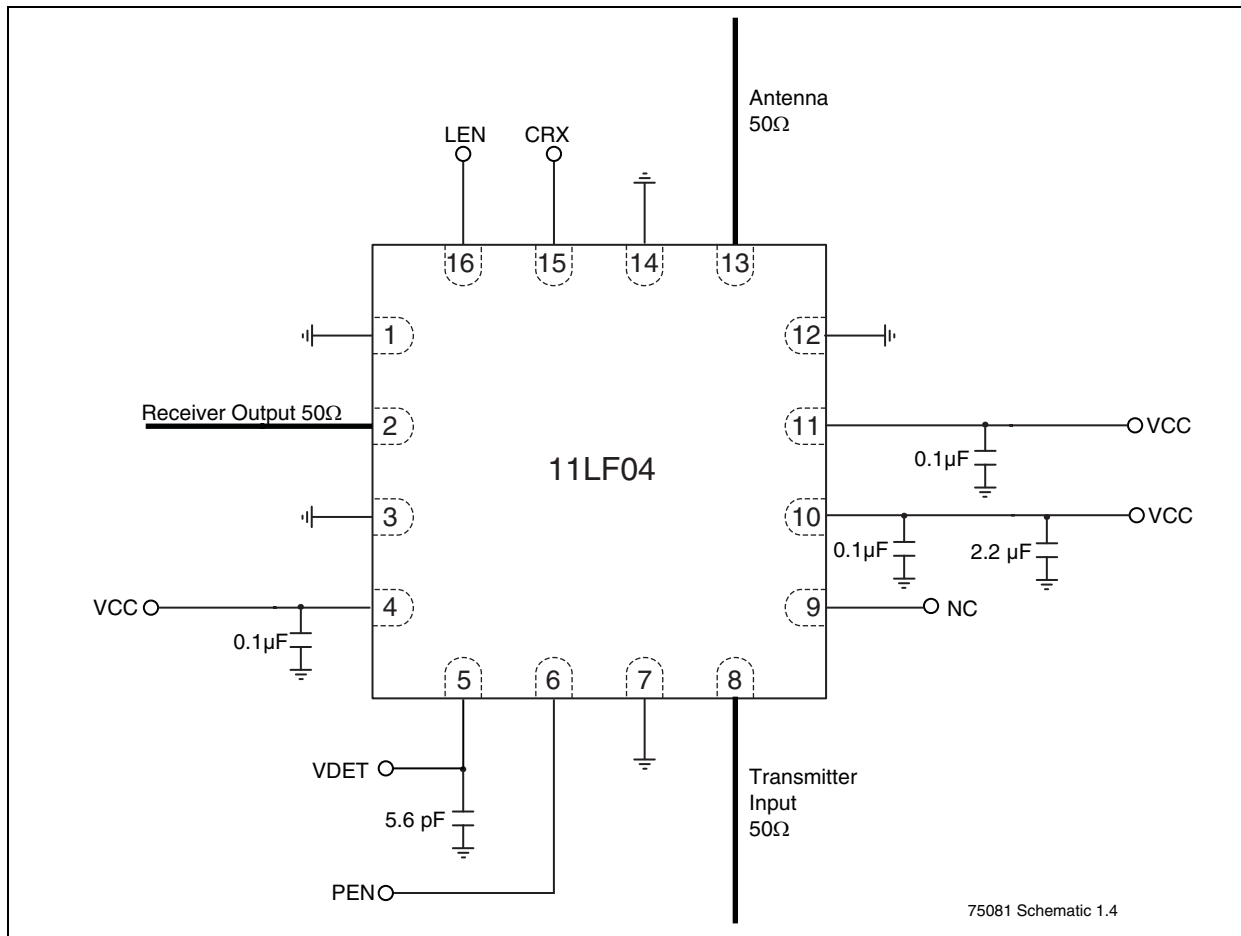 Antenna
50Ω
LEN
CRX
16
15
14
13
1
12
Receiver Output 50Ω
2
11
VCC
0.1µF
11LF04
3
10
VCC
0.1µF
2.2 µF
VCC
4
9
NC
0.1µF
5
6
7
8
VDET
Transmitter
Input
50Ω
5.6 pF
PEN
75081 Schematic 1.4